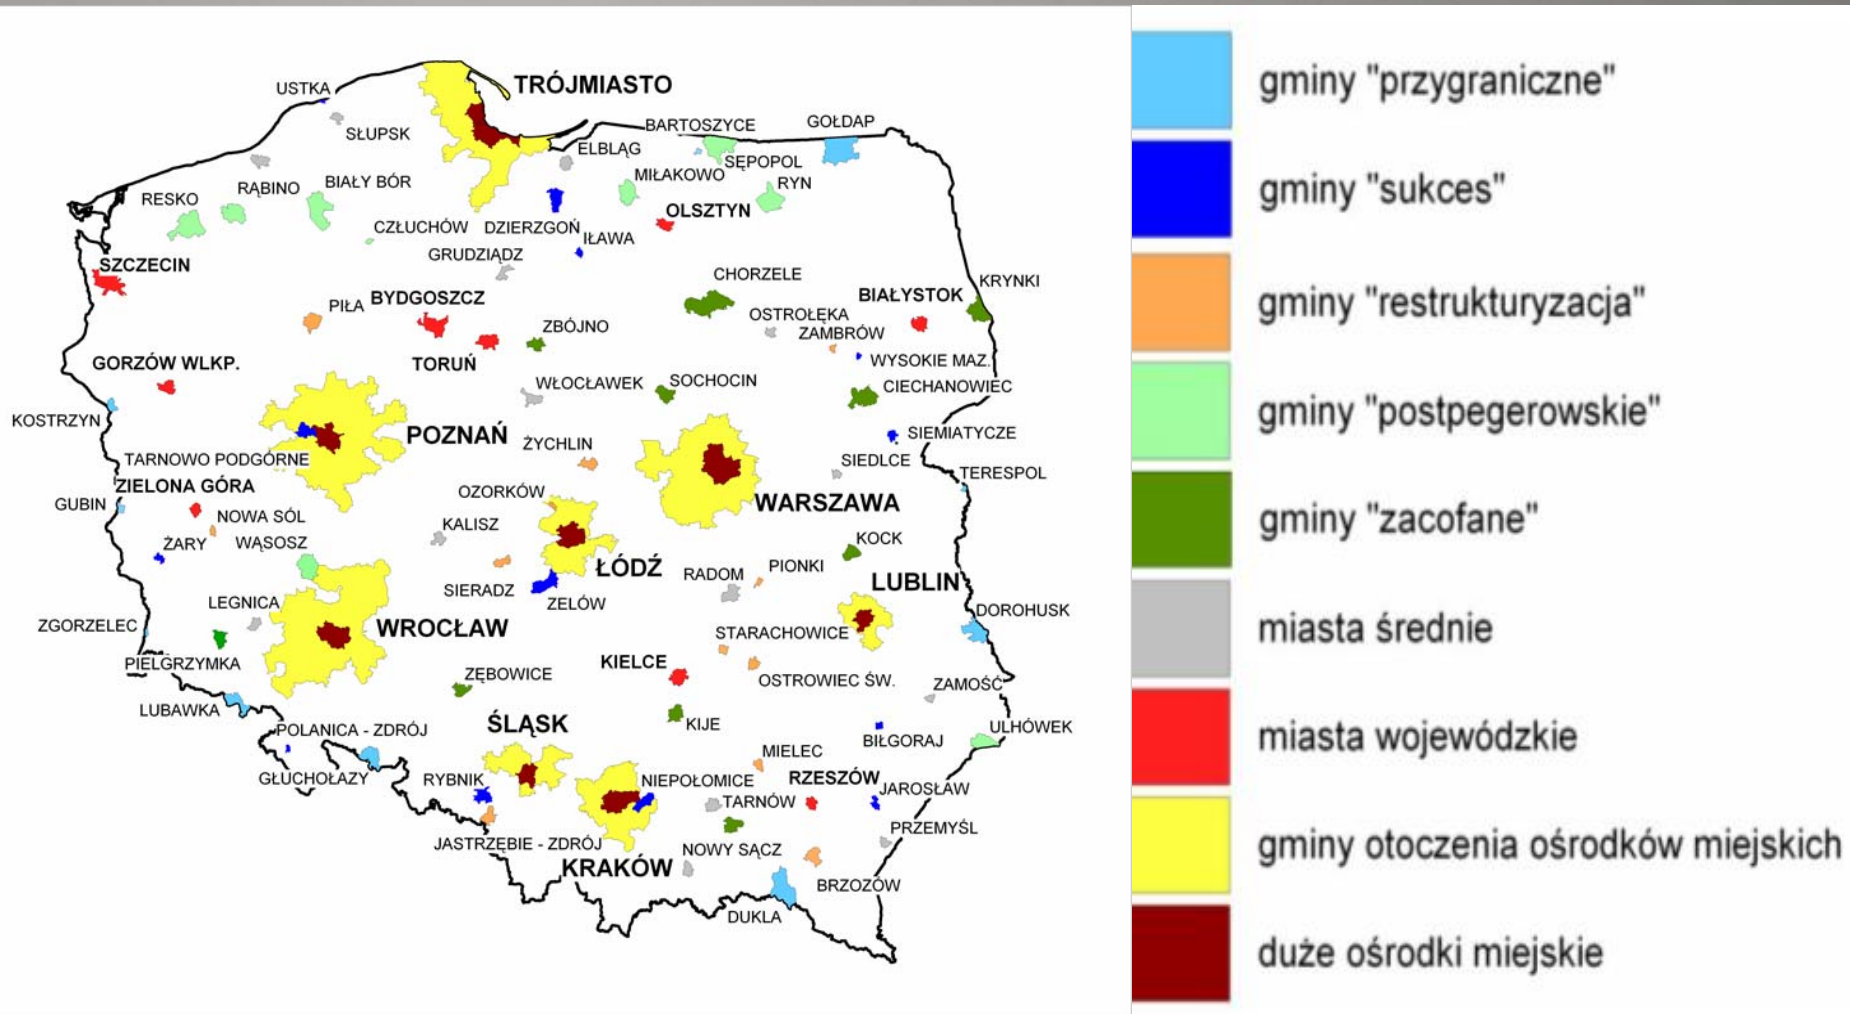 TRÓJMIASTO
USTKA
SŁUPSK
BARTOSZYCE
GOŁDAP
ELBLĄG
SĘPOPOL
MIŁAKOWO
RYN
RESKO
RĄBINO
BIAŁY BÓR
OLSZTYN
CZŁUCHÓW
DZIERZGOŃ
IŁAWA
GRUDZIĄDZ
SZCZECIN
CHORZELE
KRYNKI
PIŁA
BYDGOSZCZ
BIAŁYSTOK
OSTROŁĘKA
ZBÓJNO
ZAMBRÓW
GORZÓW WLKP.
TORUŃ
WYSOKIE MAZ.
WŁOCŁAWEK
SOCHOCIN
CIECHANOWIEC
KOSTRZYN
POZNAŃ
ŻYCHLIN
SIEMIATYCZE
TARNOWO PODGÓRNE
SIEDLCE
TERESPOL
ZIELONA GÓRA
OZORKÓW
WARSZAWA
GUBIN
NOWA SÓL
KALISZ
ŻARY
WĄSOSZ
KOCK
ŁÓDŹ
RADOM
PIONKI
LUBLIN
SIERADZ
ZELÓW
LEGNICA
DOROHUSK
ZGORZELEC
WROCŁAW
STARACHOWICE
PIELGRZYMKA
KIELCE
ZĘBOWICE
OSTROWIEC ŚW.
ZAMOŚĆ
LUBAWKA
ŚLĄSK
KIJE
POLANICA - ZDRÓJ
BIŁGORAJ
ULHÓWEK
MIELEC
GŁUCHOŁAZY
RYBNIK
NIEPOŁOMICE
RZESZÓW
JAROSŁAW
TARNÓW
PRZEMYŚL
JASTRZĘBIE - ZDRÓJ
NOWY SĄCZ
KRAKÓW
BRZOZÓW
DUKLA
gminy "przygraniczne"
gminy "sukces"
gminy "restrukturyzacja"
gminy "postpegerowskie"
gminy "zacofane"
miasta średnie
miasta wojewódzkie
gminy otoczenia ośrodków miejskich
duże ośrodki miejskie